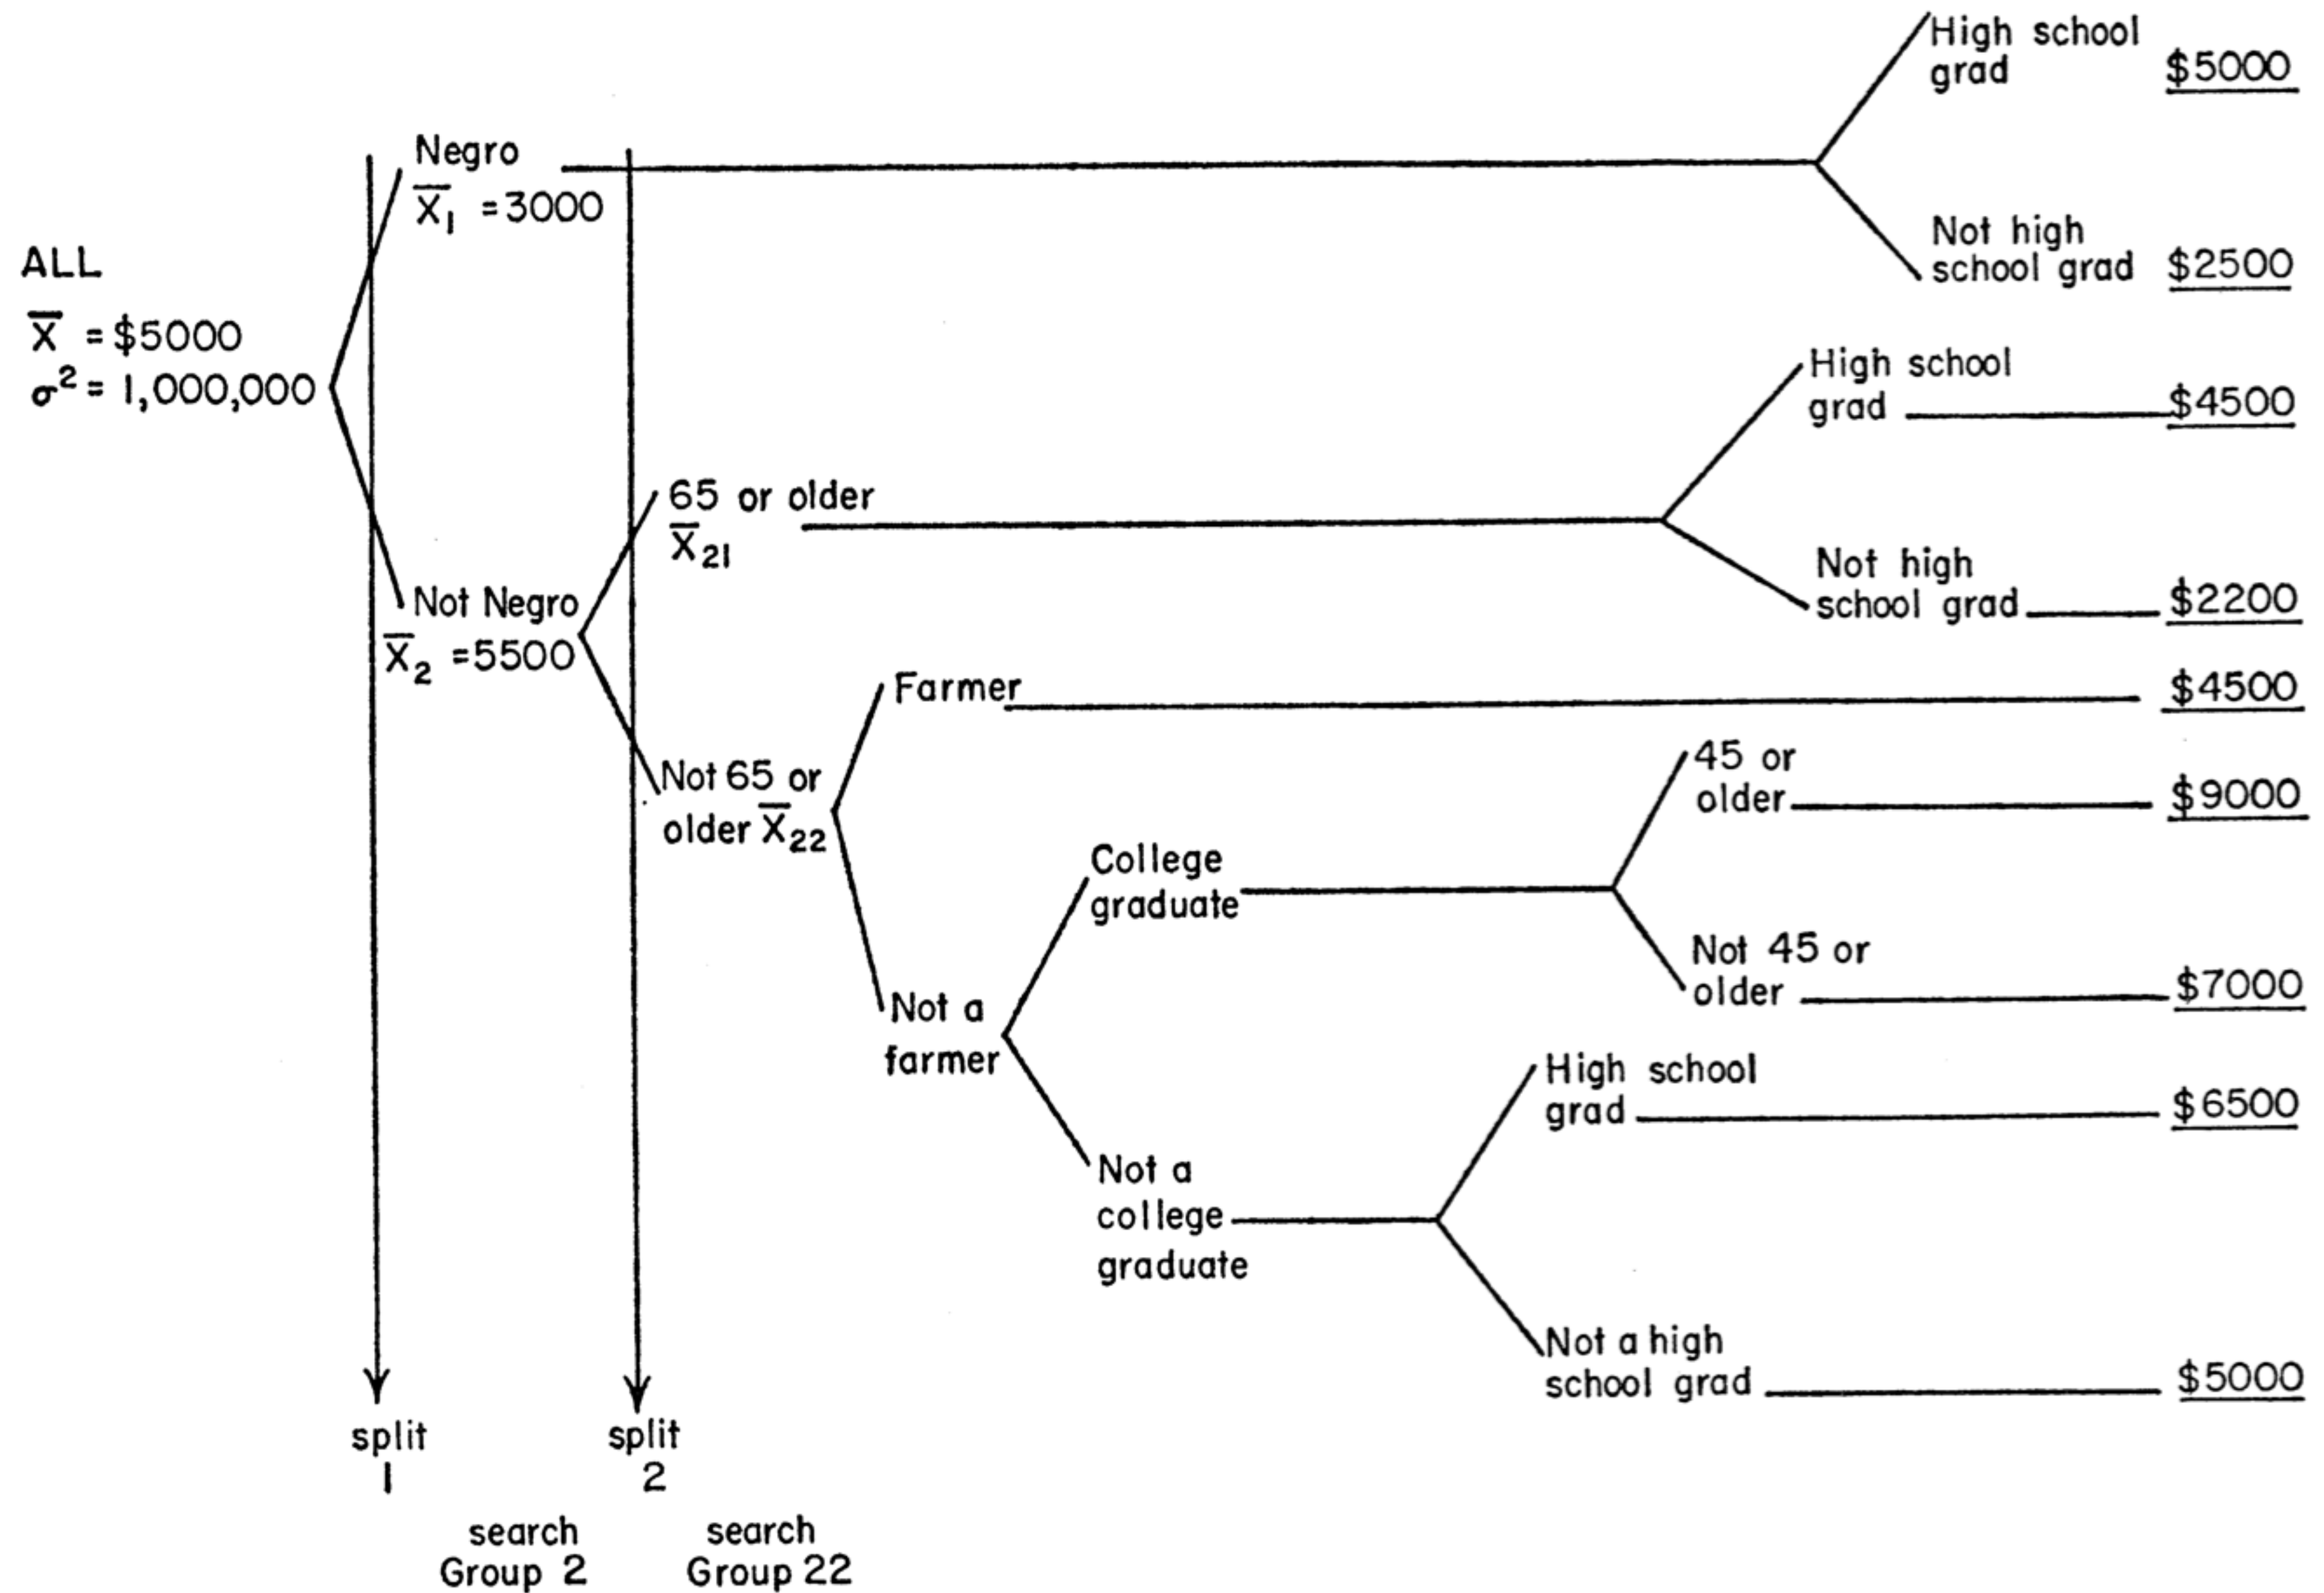 High school
grad $5000
Negro
X̄₁ = 3000
Not high
school grad $2500
ALL
X̄ = $5000
σ² = 1,000,000
High school
grad $4500
65 or older
X̄₂₁
Not high
school grad $2200
Not Negro
X̄₂ = 5500
Farmer $4500
45 or
older $9000
Not 65 or
older X̄₂₂
College
graduate
Not 45 or
older $7000
Not a
farmer
High school
grad $6500
Not a
college
graduate
Not a high
school grad $5000
split
1
split
2
search
Group 2
search
Group 22